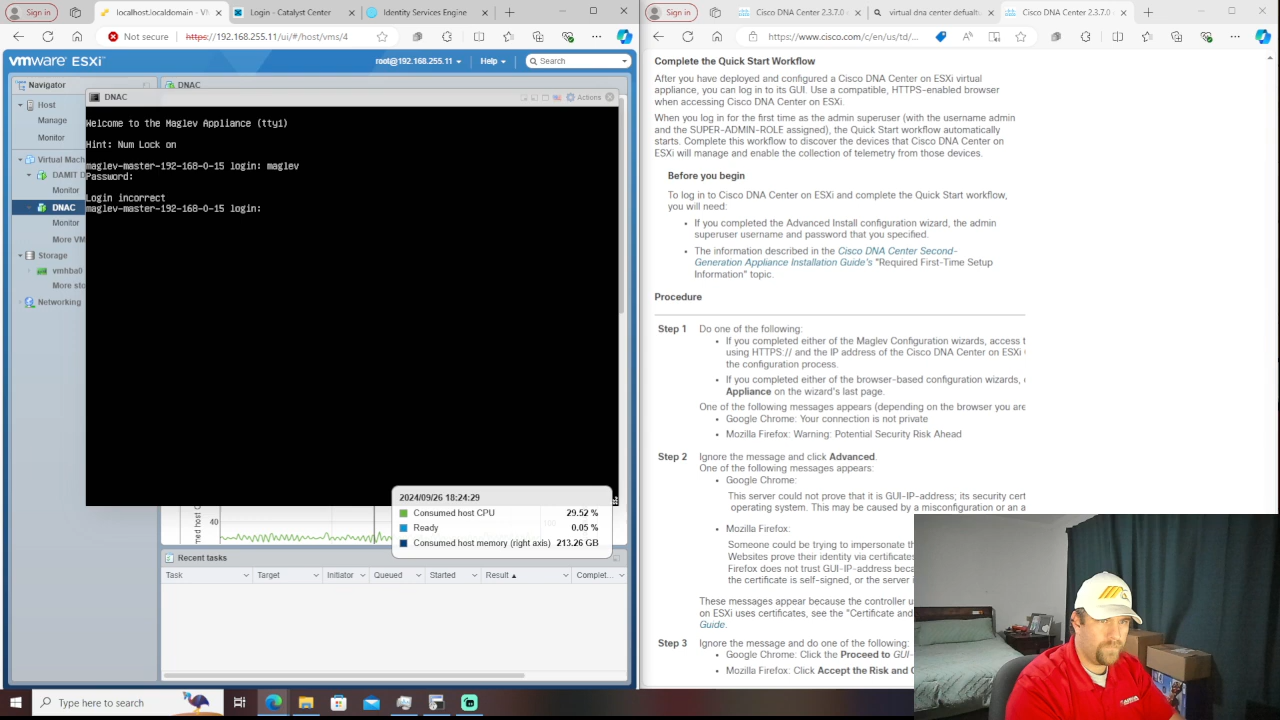 Sign in
localhost.localdomain - VM
Login - Catalyst Center
Identity Services Engine
Not secure
https://192.168.255.11/ui/#/host/vms/4
vmware ESXi
root@192.168.255.11
Help
Search
Navigator
DNAC
Host
Manage
Monitor
Virtual Mach
DAMIT D
Monitor
DNAC
Monitor
More VM
Storage
vmhba0
More sto
Networking
DNAC
Actions
Welcome to the Maglev Appliance (tty1)
Hint: Num Lock on
maglev-master-192-168-0-15 login: maglev
Password:
Login incorrect
maglev-master-192-168-0-15 login:
2024/09/26 18:24:29
Consumed host CPU 29.52 %
Ready 0.05 %
Consumed host memory (right axis) 213.26 GB
40
Recent tasks
Task Target Initiator Queued Started Result Complet...
Type here to search
Sign in
Cisco DNA Center 2.3.7.0
virtual dna center defualt
Cisco DNA Center 2.3.7.0
https://www.cisco.com/c/en/us/td/...
Complete the Quick Start Workflow
After you have deployed and configured a Cisco DNA Center on ESXi virtual
appliance, you can log in to its GUI. Use a compatible, HTTPS-enabled browser
when accessing Cisco DNA Center on ESXi.
When you log in for the first time as the admin superuser (with the username admin
and the SUPER-ADMIN-ROLE assigned), the Quick Start workflow automatically
starts. Complete this workflow to discover the devices that Cisco DNA Center on
ESXi will manage and enable the collection of telemetry from those devices.
Before you begin
To log in to Cisco DNA Center on ESXi and complete the Quick Start workflow,
you will need:
If you completed the Advanced Install configuration wizard, the admin
superuser username and password that you specified.
The information described in the Cisco DNA Center Second-
Generation Appliance Installation Guide's "Required First-Time Setup
Information" topic.
Procedure
Step 1 Do one of the following:
If you completed either of the Maglev Configuration wizards, access t
using HTTPS:// and the IP address of the Cisco DNA Center on ESXi
the configuration process.
If you completed either of the browser-based configuration wizards,
Appliance on the wizard's last page.
One of the following messages appears (depending on the browser you are
Google Chrome: Your connection is not private
Mozilla Firefox: Warning: Potential Security Risk Ahead
Step 2 Ignore the message and click Advanced.
One of the following messages appears:
Google Chrome:
This server could not prove that it is GUI-IP-address; its security cert
operating system. This may be caused by a misconfiguration or an a
Mozilla Firefox:
Someone could be trying to impersonate th
Websites prove their identity via certificate
Firefox does not trust GUI-IP-address beca
the certificate is self-signed, or the server i
These messages appear because the controller u
on ESXi uses certificates, see the "Certificate and
Guide.
Step 3 Ignore the message and do one of the following:
Google Chrome: Click the Proceed to GUI-
Mozilla Firefox: Click Accept the Risk and C